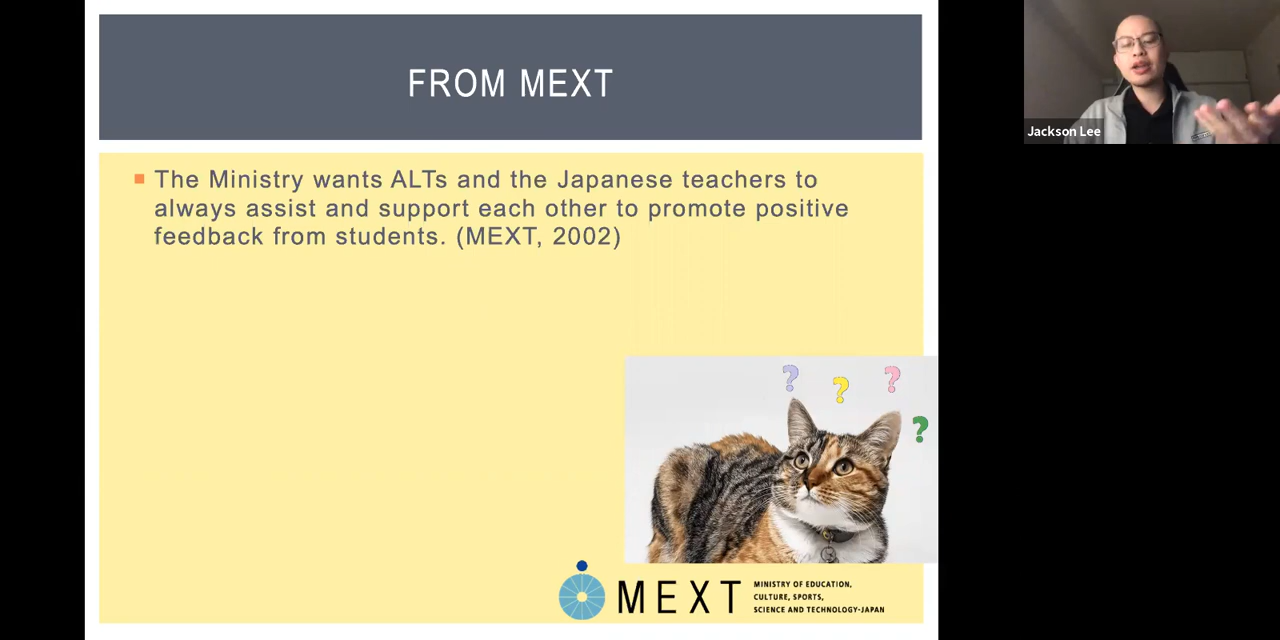 FROM MEXT
Jackson Lee
▪ The Ministry wants ALTs and the Japanese teachers to
always assist and support each other to promote positive
feedback from students. (MEXT, 2002)
? ? ? ?
MEXT
MINISTRY OF EDUCATION,
CULTURE, SPORTS,
SCIENCE AND TECHNOLOGY-JAPAN